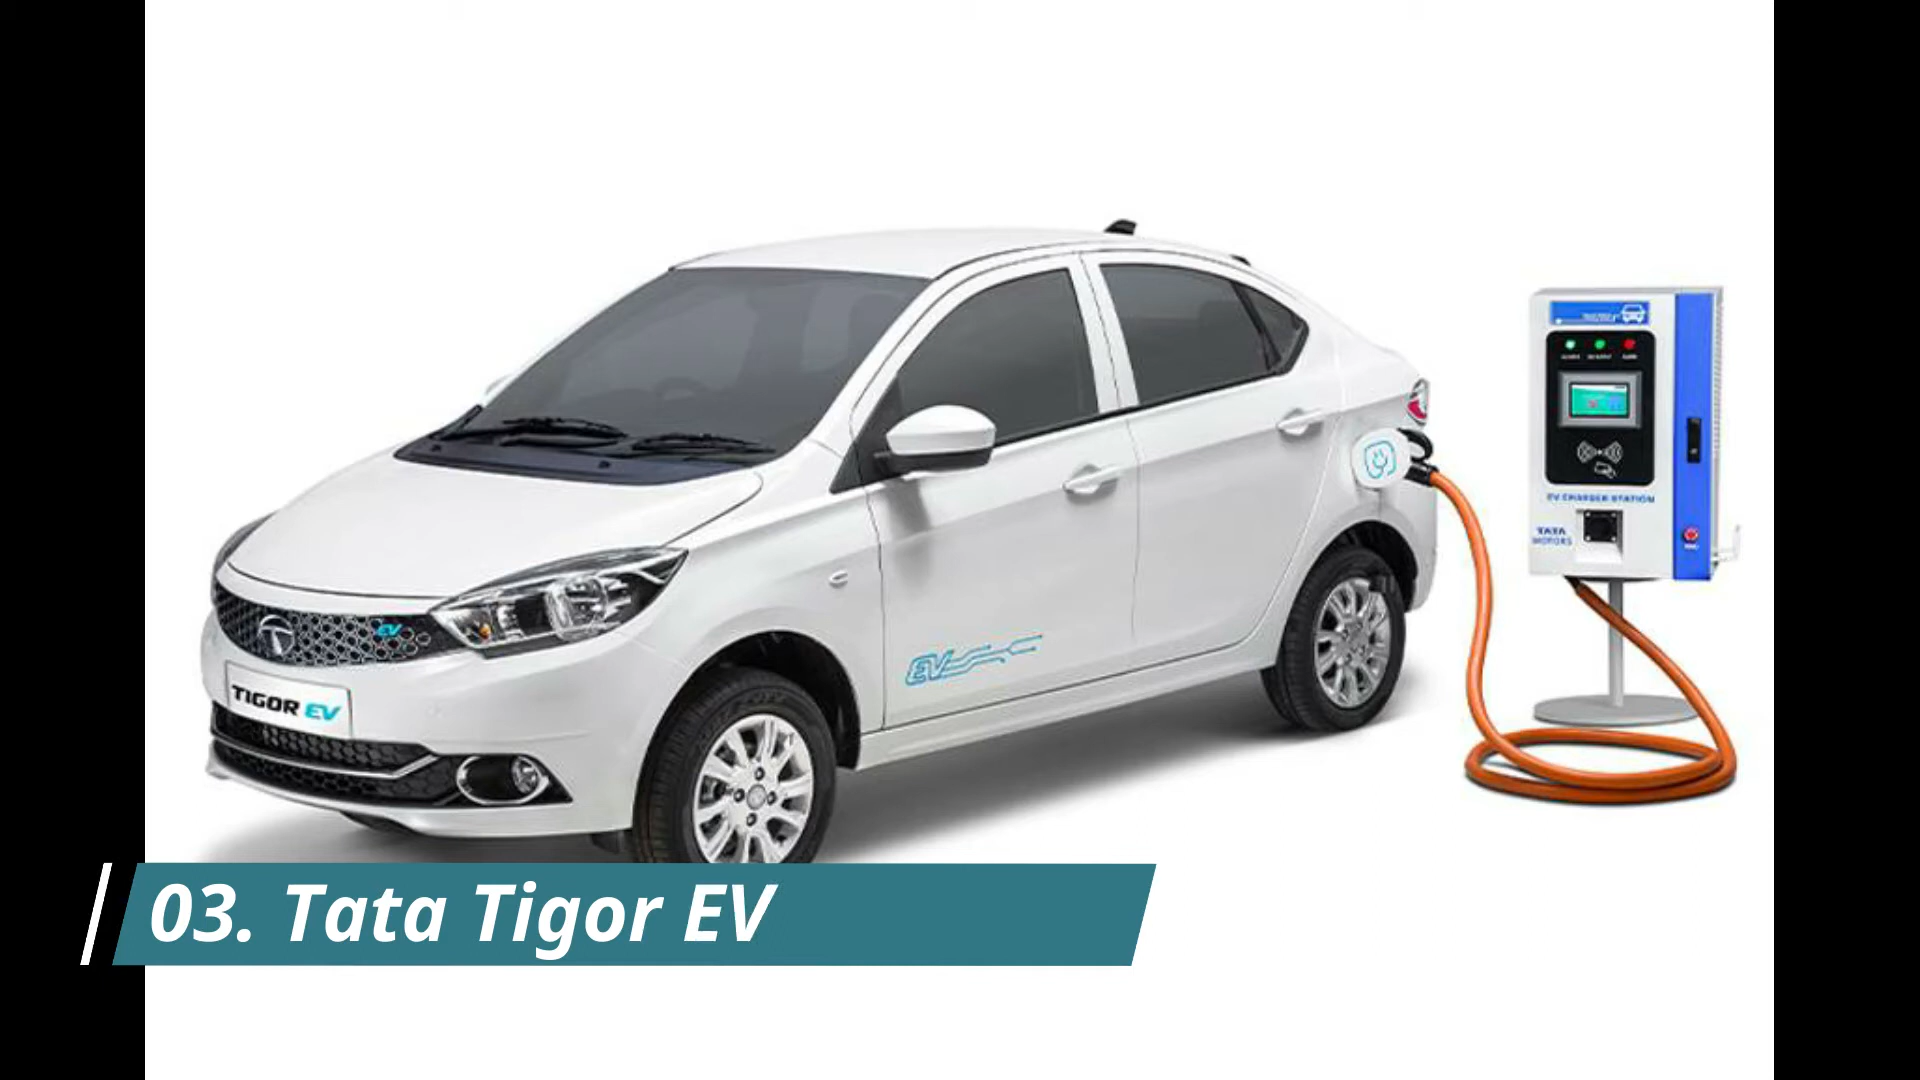 EV CHARGER STATION
TATA
MOTORS
EV
EV
TIGOR EV
03. Tata Tigor EV